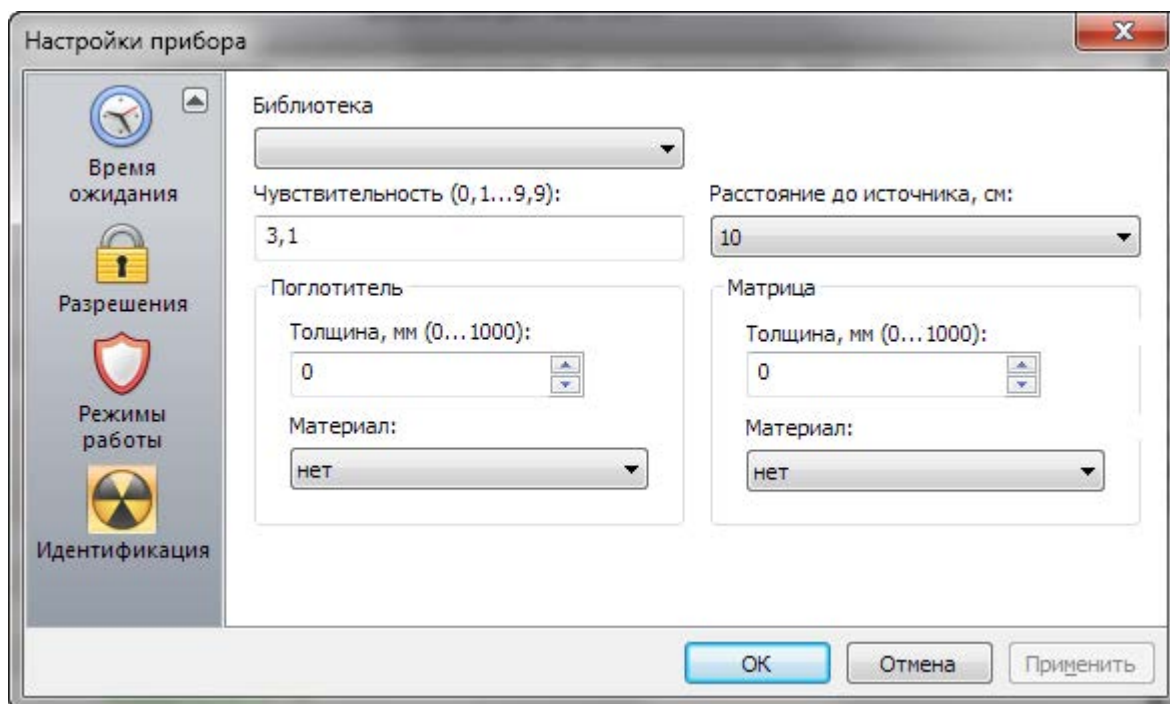 Настройки прибора
Время
ожидания
Разрешения
Режимы
работы
Идентификация
Библиотека
Чувствительность (0,1...9,9):
3,1
Расстояние до источника, см:
10
Поглотитель
Толщина, мм (0...1000):
0
Материал:
нет
Матрица
Толщина, мм (0...1000):
0
Материал:
нет
ОК
Отмена
Применить